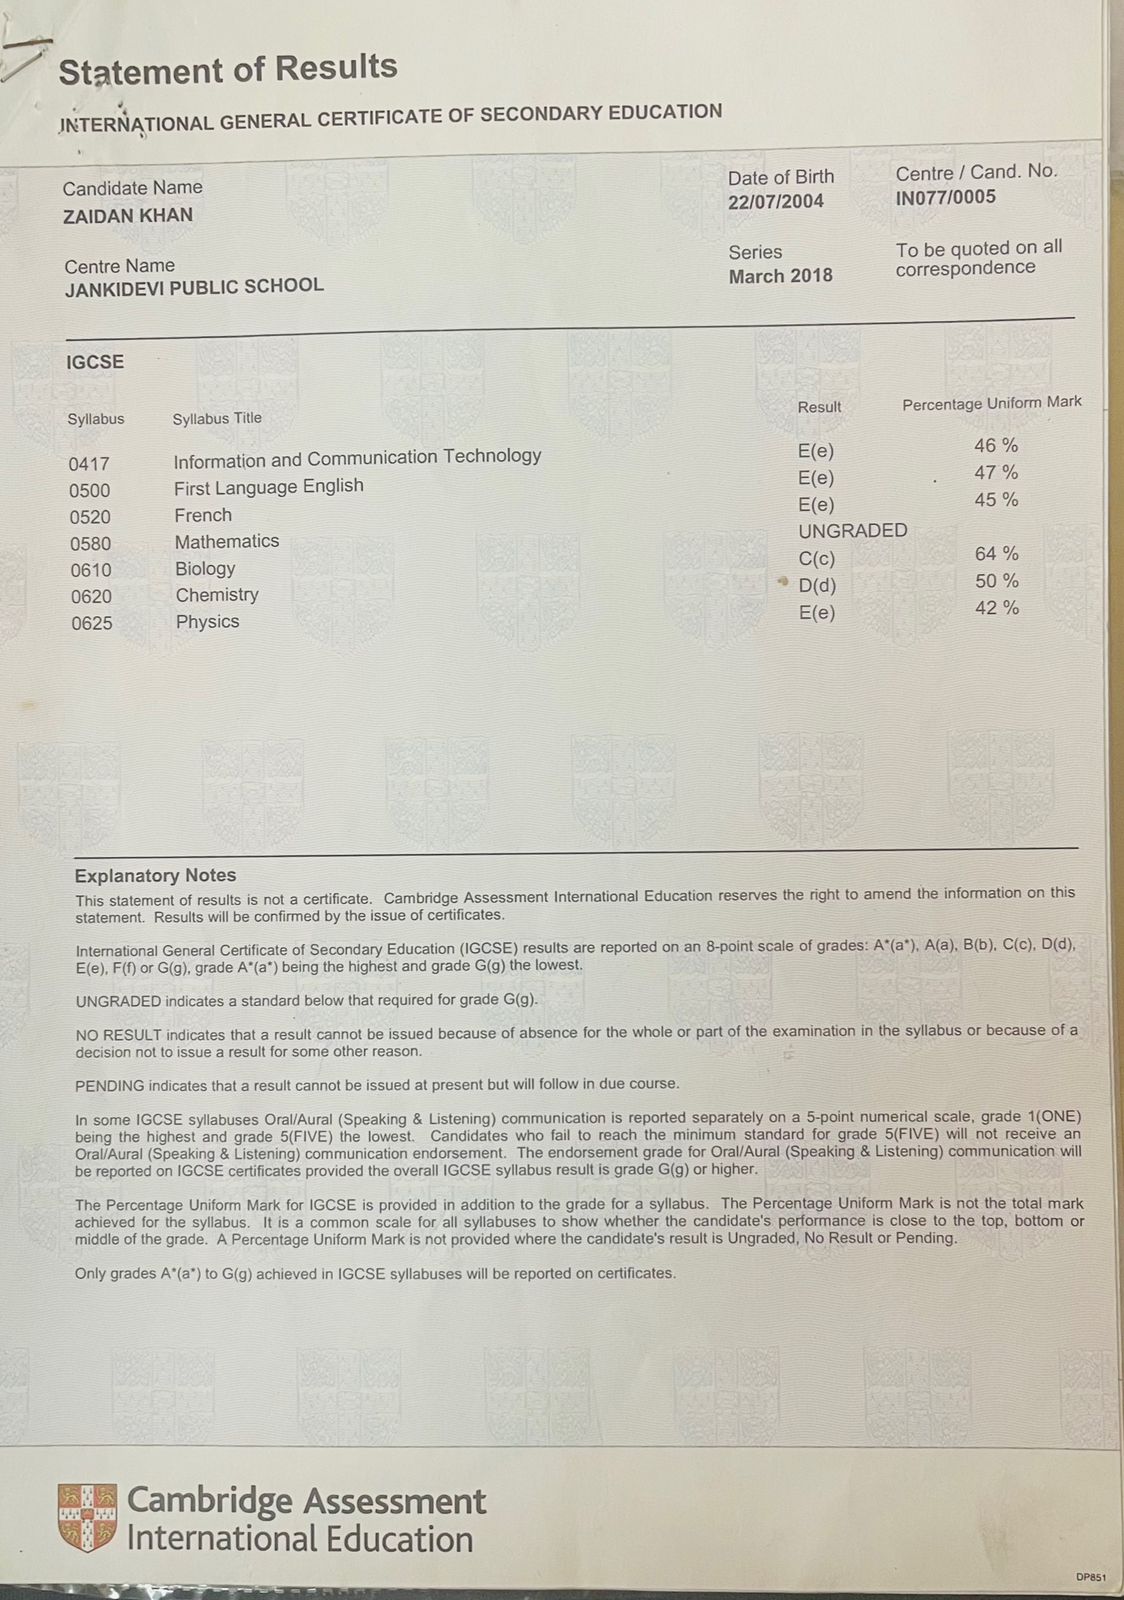 Statement of Results
INTERNATIONAL GENERAL CERTIFICATE OF SECONDARY EDUCATION
Candidate Name
ZAIDAN KHAN
Date of Birth
22/07/2004
Centre / Cand. No.
IN077/0005
Centre Name
JANKIDEVI PUBLIC SCHOOL
Series
March 2018
To be quoted on all
correspondence
IGCSE
Syllabus Syllabus Title Result Percentage Uniform Mark
0417 Information and Communication Technology E(e) 46 %
0500 First Language English E(e) 47 %
0520 French E(e) 45 %
0580 Mathematics UNGRADED
0610 Biology C(c) 64 %
0620 Chemistry D(d) 50 %
0625 Physics E(e) 42 %
Explanatory Notes
This statement of results is not a certificate. Cambridge Assessment International Education reserves the right to amend the information on this
statement. Results will be confirmed by the issue of certificates.
International General Certificate of Secondary Education (IGCSE) results are reported on an 8-point scale of grades: A*(a*), A(a), B(b), C(c), D(d),
E(e), F(f) or G(g), grade A*(a*) being the highest and grade G(g) the lowest.
UNGRADED indicates a standard below that required for grade G(g).
NO RESULT indicates that a result cannot be issued because of absence for the whole or part of the examination in the syllabus or because of a
decision not to issue a result for some other reason.
PENDING indicates that a result cannot be issued at present but will follow in due course.
In some IGCSE syllabuses Oral/Aural (Speaking & Listening) communication is reported separately on a 5-point numerical scale, grade 1(ONE)
being the highest and grade 5(FIVE) the lowest. Candidates who fail to reach the minimum standard for grade 5(FIVE) will not receive an
Oral/Aural (Speaking & Listening) communication endorsement. The endorsement grade for Oral/Aural (Speaking & Listening) communication will
be reported on IGCSE certificates provided the overall IGCSE syllabus result is grade G(g) or higher.
The Percentage Uniform Mark for IGCSE is provided in addition to the grade for a syllabus. The Percentage Uniform Mark is not the total mark
achieved for the syllabus. It is a common scale for all syllabuses to show whether the candidate's performance is close to the top, bottom or
middle of the grade. A Percentage Uniform Mark is not provided where the candidate's result is Ungraded, No Result or Pending.
Only grades A*(a*) to G(g) achieved in IGCSE syllabuses will be reported on certificates.
Cambridge Assessment
International Education
DP851